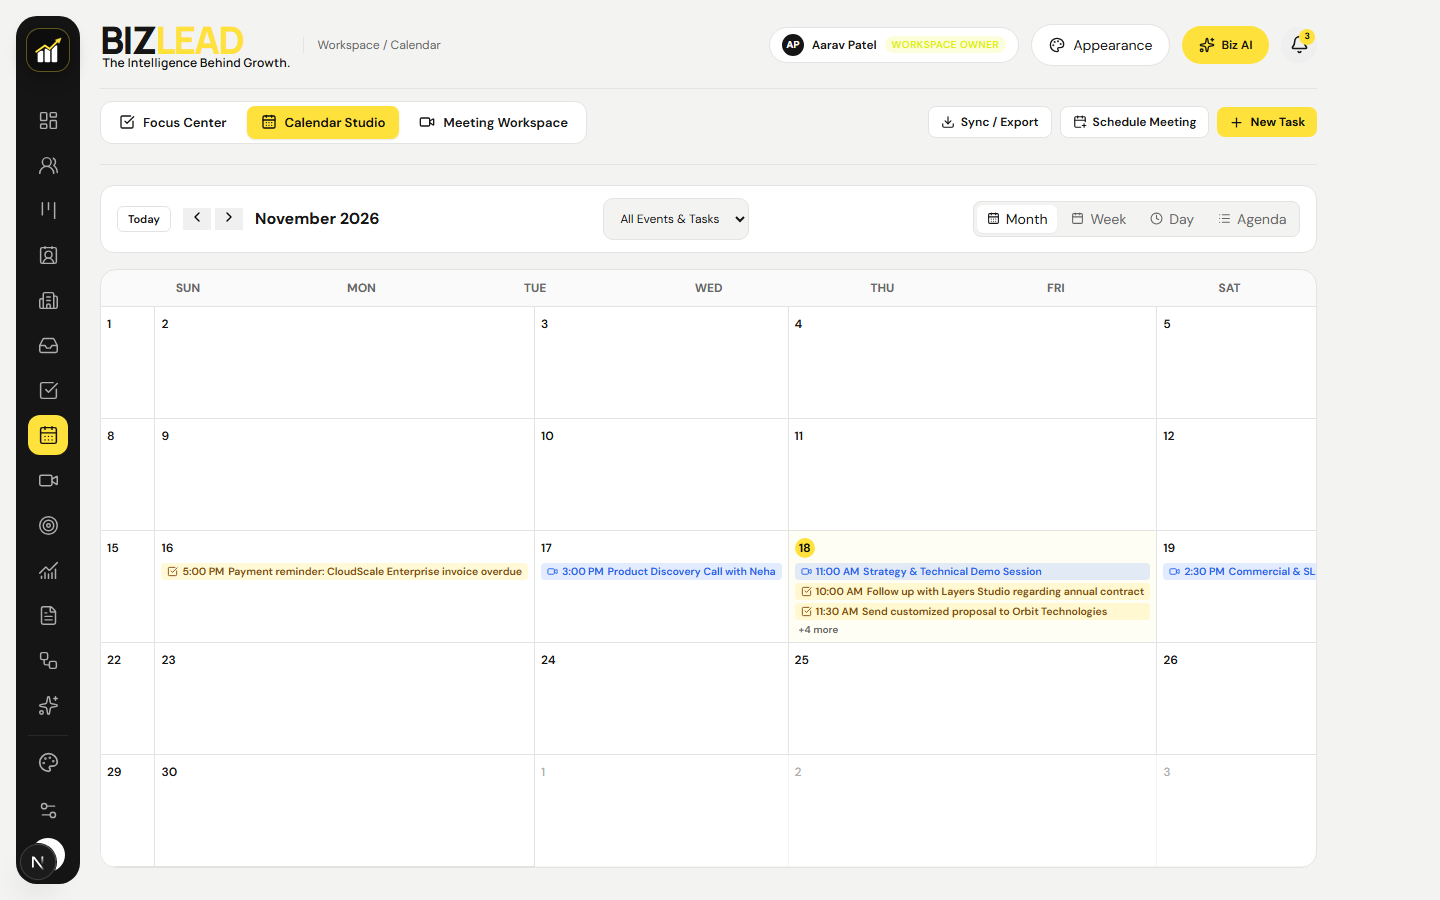 BIZLEAD
The Intelligence Behind Growth.
Workspace / Calendar
AP Aarav Patel WORKSPACE OWNER
Appearance
Biz AI
3
Focus Center
Calendar Studio
Meeting Workspace
Sync / Export
Schedule Meeting
New Task
Today
November 2026
All Events & Tasks
Month
Week
Day
Agenda
SUN MON TUE WED THU FRI SAT
1 2 3 4 5
8 9 10 11 12
15 16 17 18 19
5:00 PM Payment reminder: CloudScale Enterprise invoice overdue
3:00 PM Product Discovery Call with Neha
11:00 AM Strategy & Technical Demo Session
10:00 AM Follow up with Layers Studio regarding annual contract
11:30 AM Send customized proposal to Orbit Technologies
+4 more
2:30 PM Commercial & SL
22 23 24 25 26
29 30 1 2 3
N